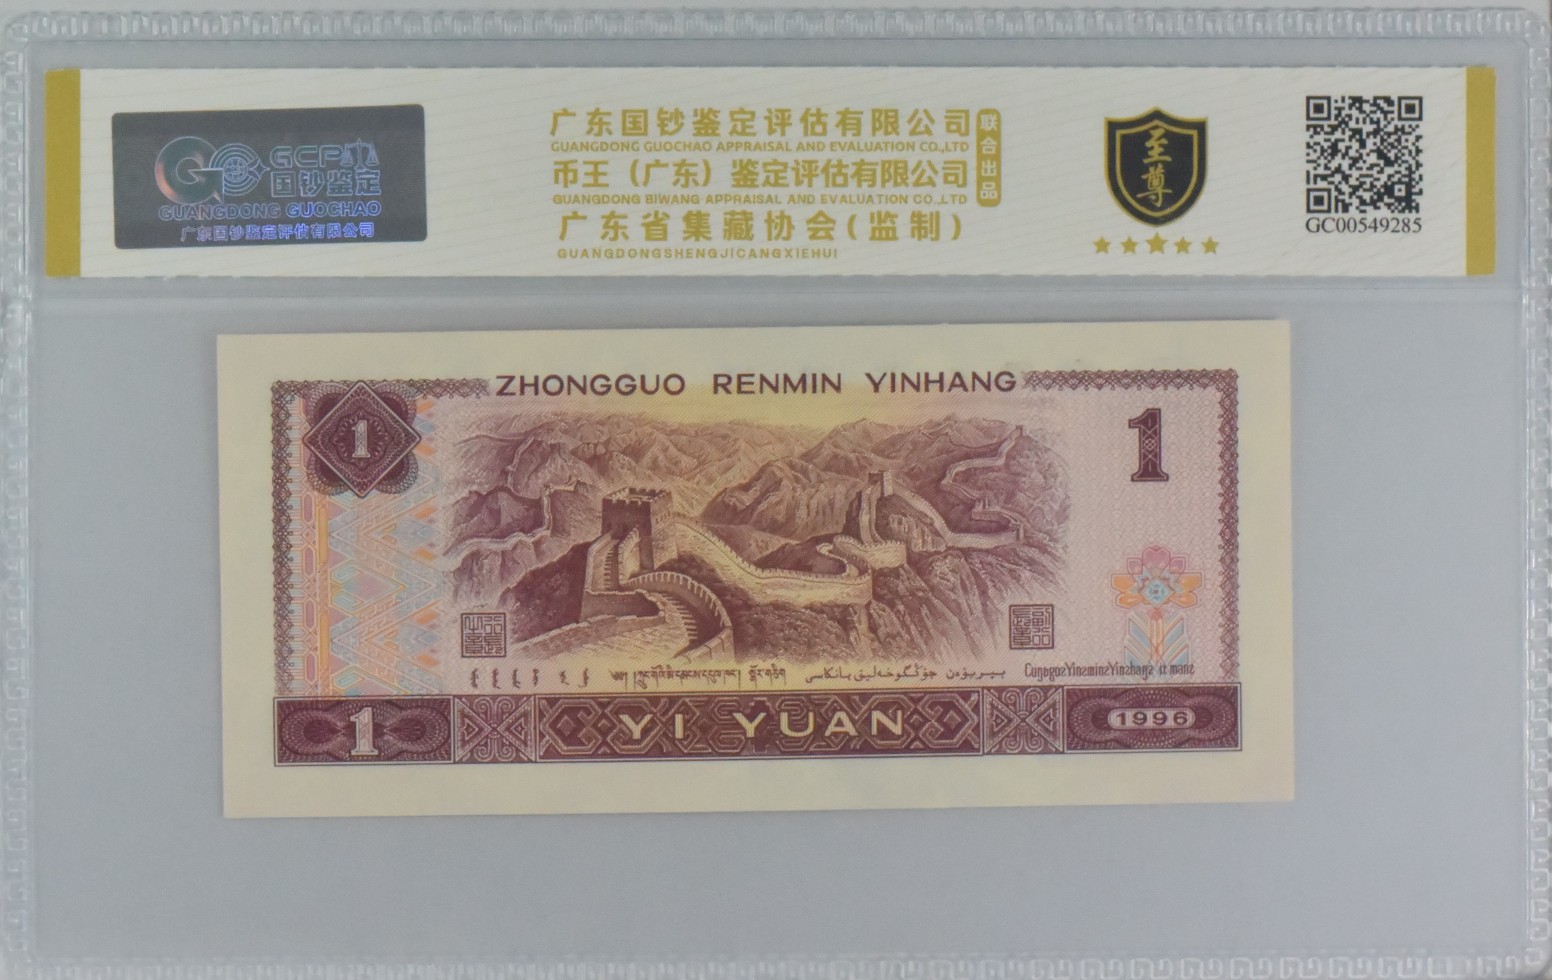 GCP
国钞鉴定
GUANGDONG GUOCHAO
广东国钞鉴定评估有限公司
广东国钞鉴定评估有限公司
GUANGDONG GUOCHAO APPRAISAL AND EVALUATION CO.,LTD
币王（广东）鉴定评估有限公司
GUANGDONG BIWANG APPRAISAL AND EVALUATION CO.,LTD
广东省集藏协会(监制)
GUANGDONGSHENGJICANGXIEHUI
联合出品
至尊
GC00549285
ZHONGGUO RENMIN YINHANG
1
1
YI YUAN
1
1996